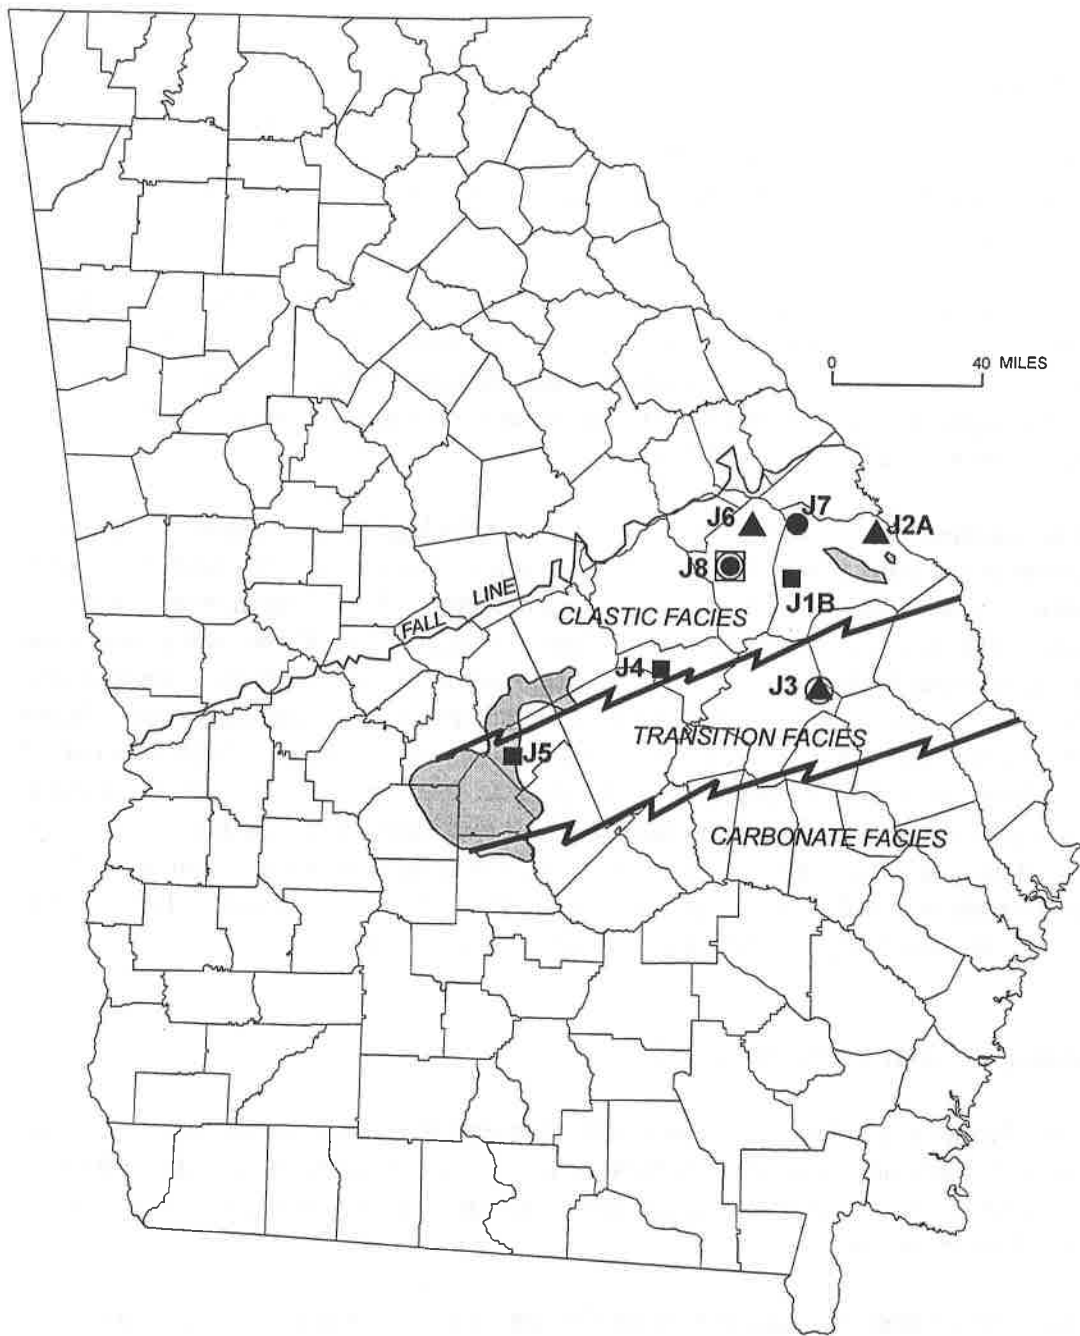 0 40 MILES
J6
J7
J2A
J8
J1B
CLASTIC FACIES
FALL LINE
J4
J3
TRANSITION FACIES
J5
CARBONATE FACIES